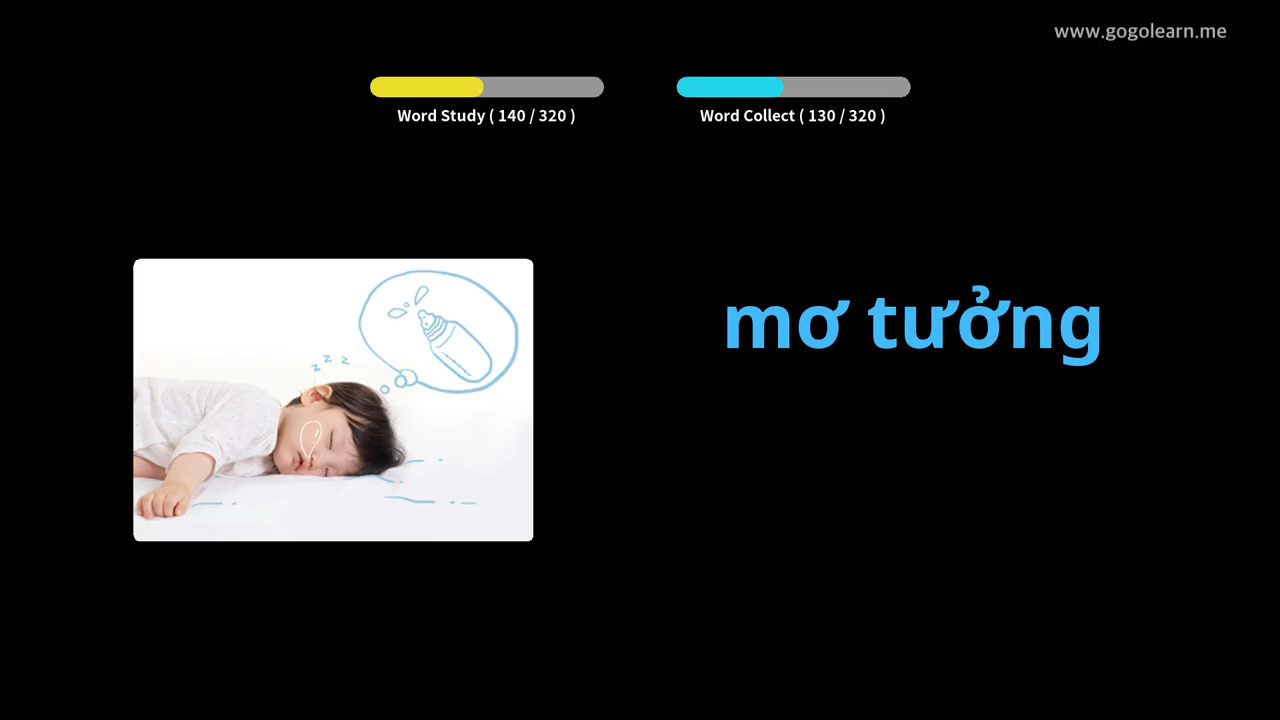 www.gogolearn.me
Word Study ( 140 / 320 )
Word Collect ( 130 / 320 )
z z z
mơ tưởng